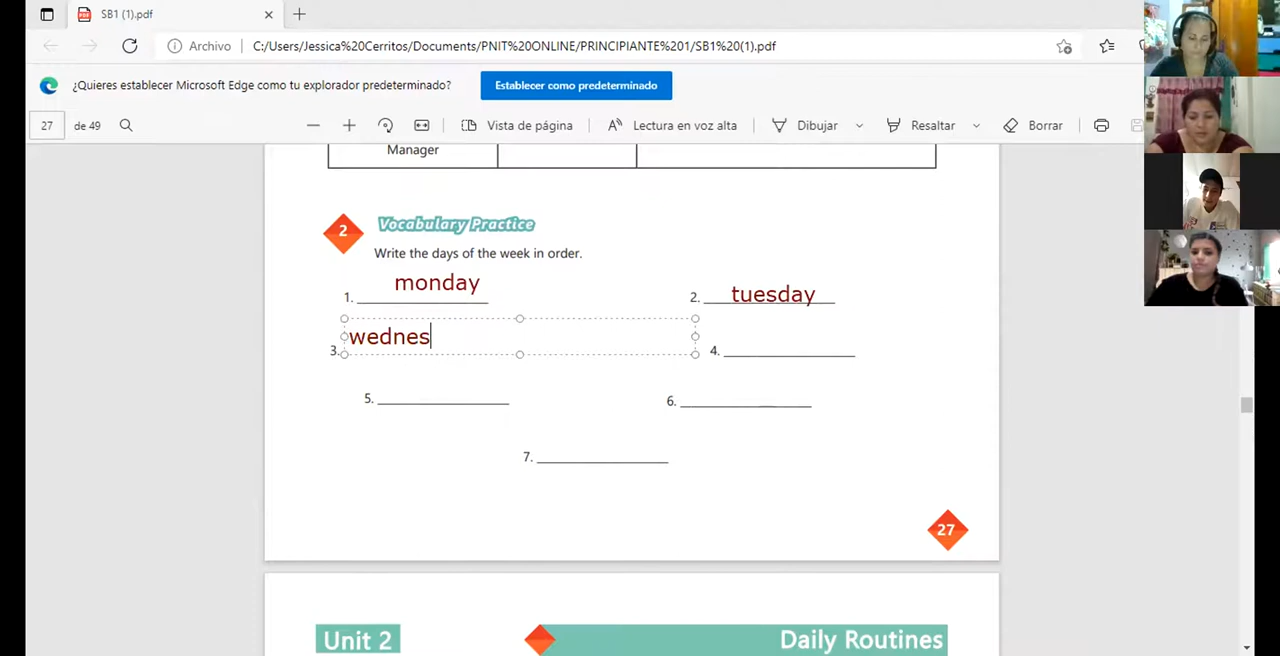 SB1 (1).pdf
Archivo C:/Users/Jessica%20Cerritos/Documents/PNIT%20ONLINE/PRINCIPIANTE%201/SB1%20(1).pdf
¿Quieres establecer Microsoft Edge como tu explorador predeterminado? Establecer como predeterminado
27 de 49 Vista de página Lectura en voz alta Dibujar Resaltar Borrar
Manager
2 Vocabulary Practice
Write the days of the week in order.
1. monday 2. tuesday
3. wednes 4.
5. 6.
7.
27
Unit 2 Daily Routines